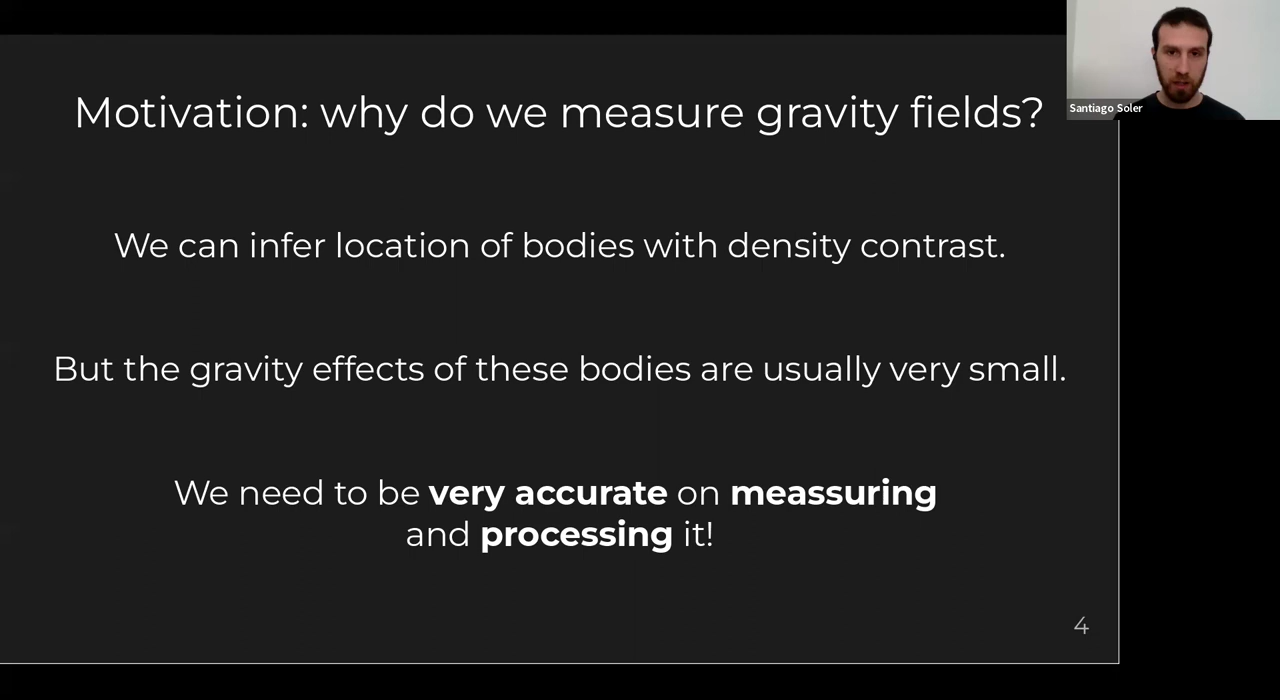 Motivation: why do we measure gravity fields?
Santiago Soler
We can infer location of bodies with density contrast.
But the gravity effects of these bodies are usually very small.
We need to be very accurate on meassuring
and processing it!
4